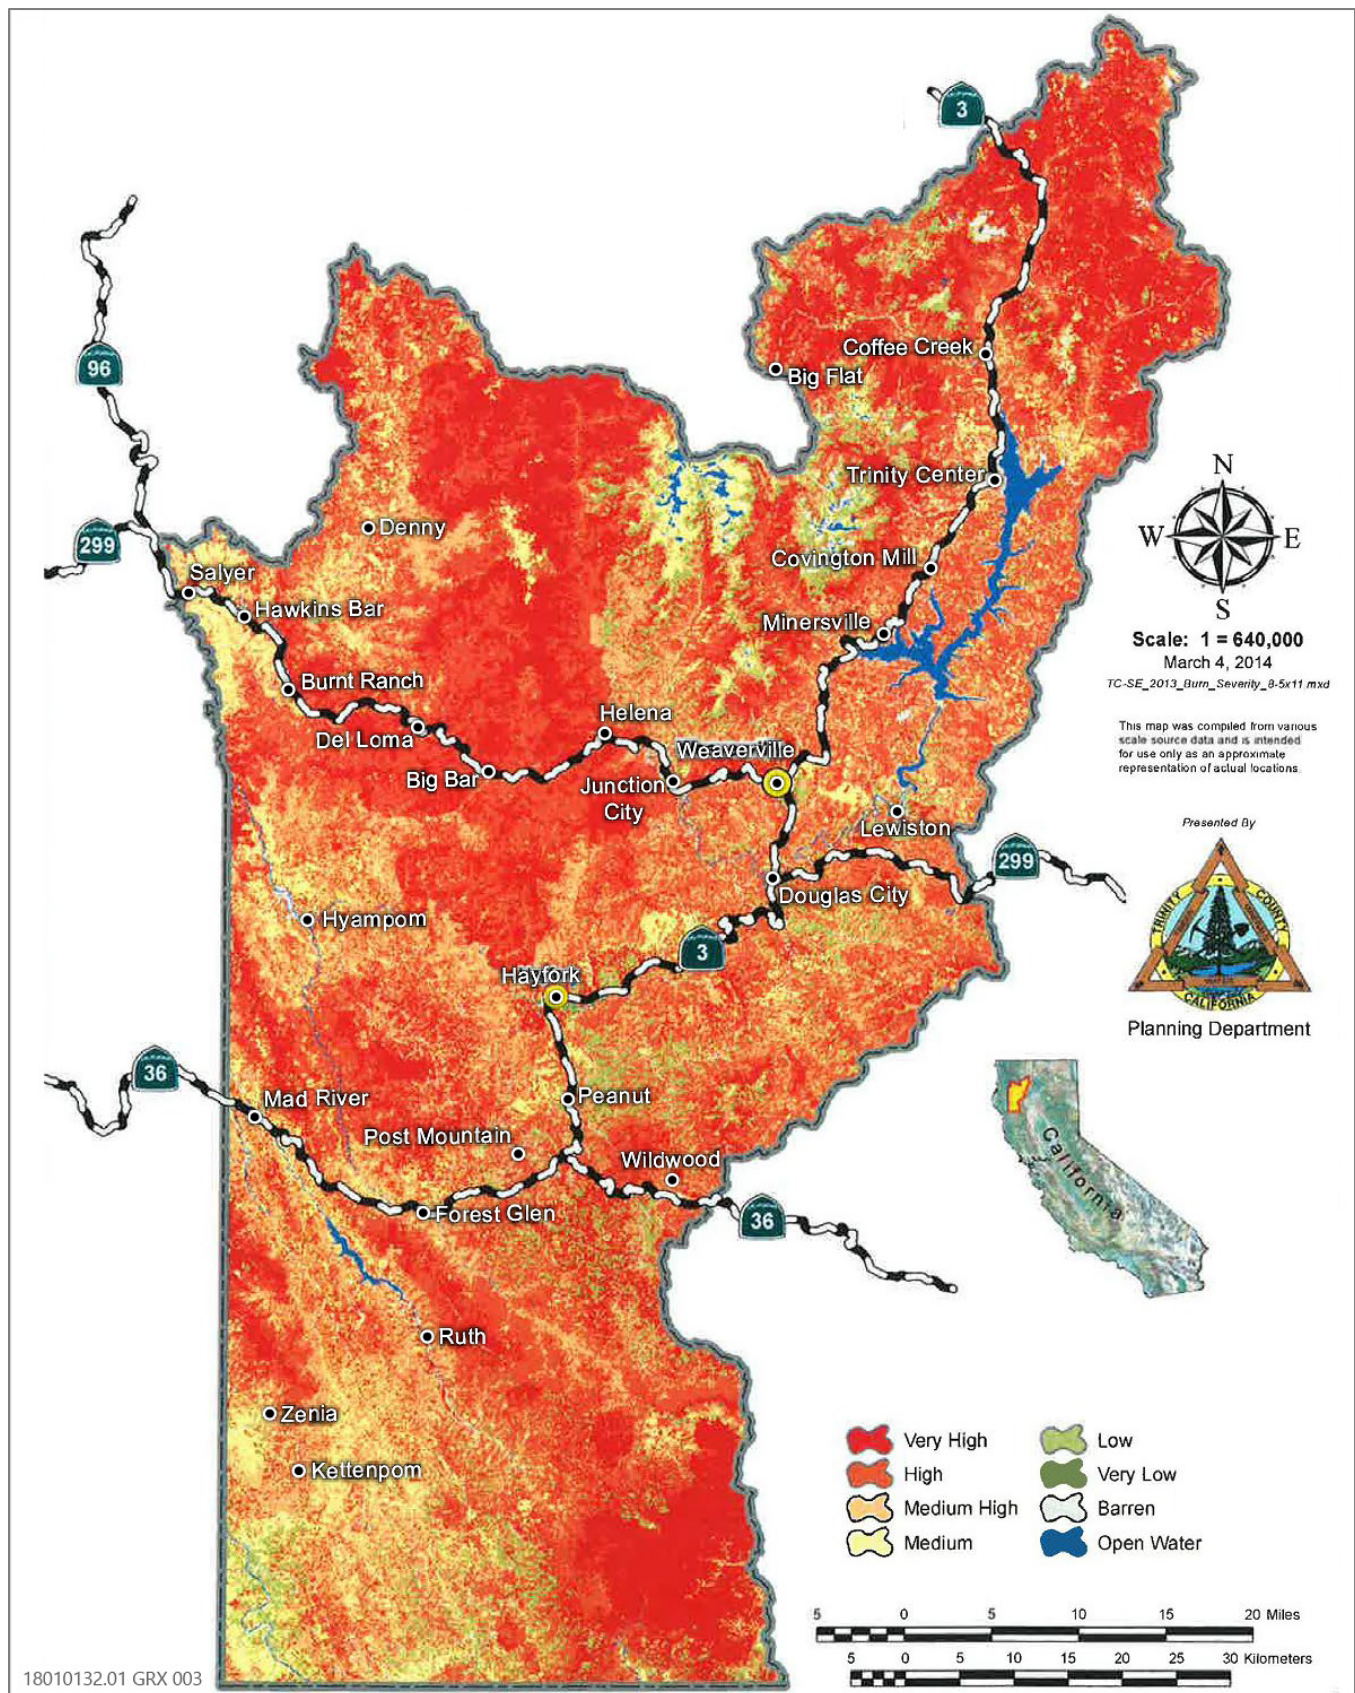 3
96
Coffee Creek
Big Flat
Trinity Center
N
W E
S
299
Denny
Covington Mill
Salyer
Hawkins Bar
Minersville
Scale: 1 = 640,000
March 4, 2014
TC-SE_2013_Burn_Severity_8-5x11.mxd
Burnt Ranch
Helena
Del Loma
Weaverville
This map was compiled from various
scale source data and is intended
for use only as an approximate
representation of actual locations.
Big Bar
Junction
City
Lewiston
Presented By
299
Douglas City
TRINITY COUNTY
CALIFORNIA
Hyampom
3
Hayfork
Planning Department
36
Mad River
Peanut
Post Mountain
Wildwood
California
Forest Glen
36
Ruth
Zenia
Kettenpom
Very High
High
Medium High
Medium
Low
Very Low
Barren
Open Water
5 0 5 10 15 20 Miles
5 0 5 10 15 20 25 30 Kilometers
18010132.01 GRX 003